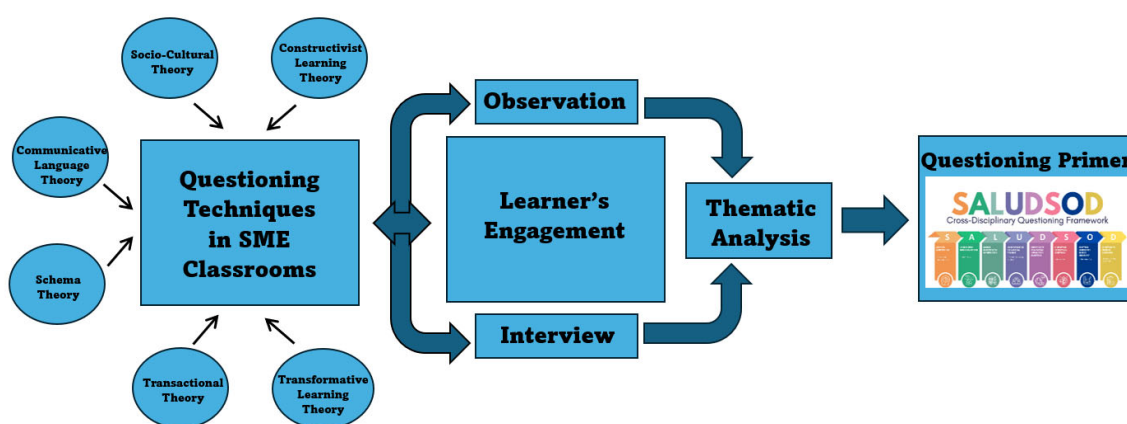 Socio-Cultural
Theory
Constructivist
Learning
Theory
Communicative
Language
Theory
Schema
Theory
Transactional
Theory
Transformative
Learning
Theory
Questioning
Techniques
in SME
Classrooms
Observation
Learner's
Engagement
Interview
Thematic
Analysis
Questioning Primer
SALUDSOD
Cross-Disciplinary Questioning Framework
S A L U D S O D